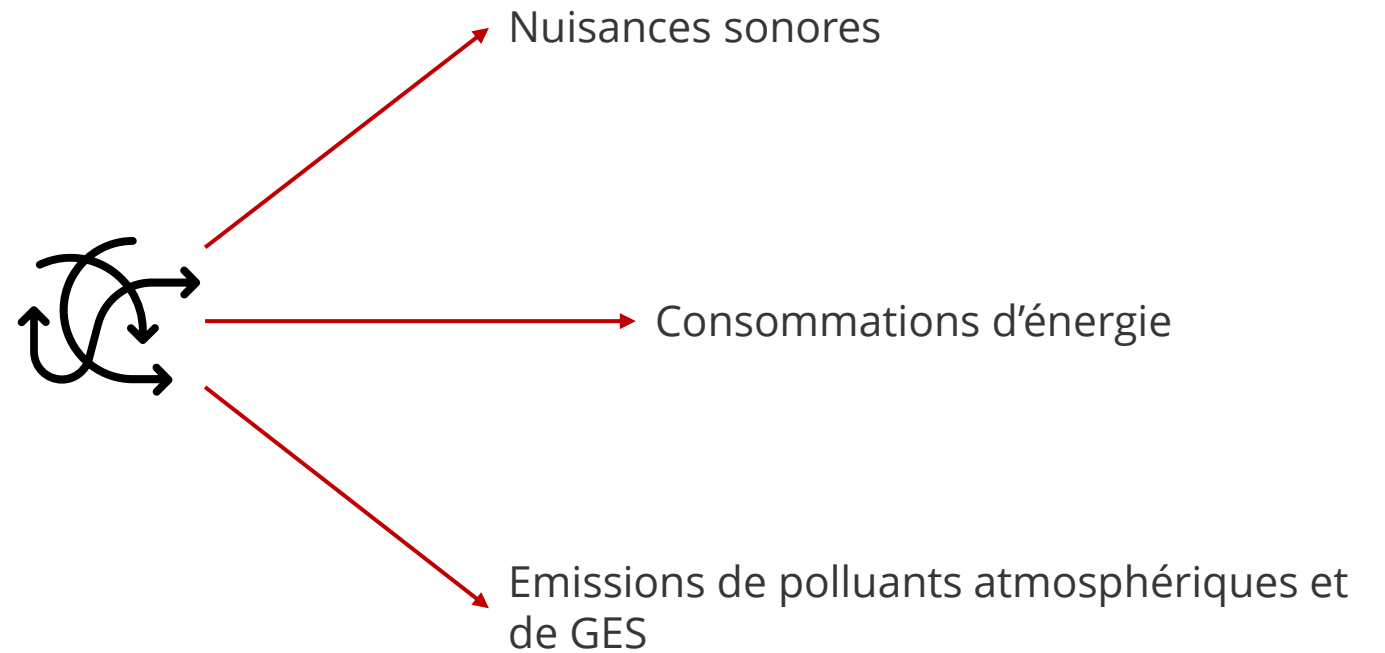 Nuisances sonores
Consommations d’énergie
Emissions de polluants atmosphériques et
de GES